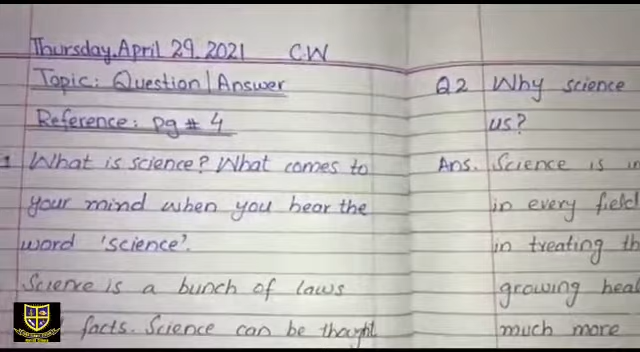 Thursday, April 29, 2021 C.W
Topic: Question/Answer
Reference: pg # 4
1 What is science? What comes to
your mind when you hear the
word 'science'.
Science is a bunch of laws
facts. Science can be thought
Q2 Why science
us?
Ans. Science is in
in every field
in treating th
growing heal
much more